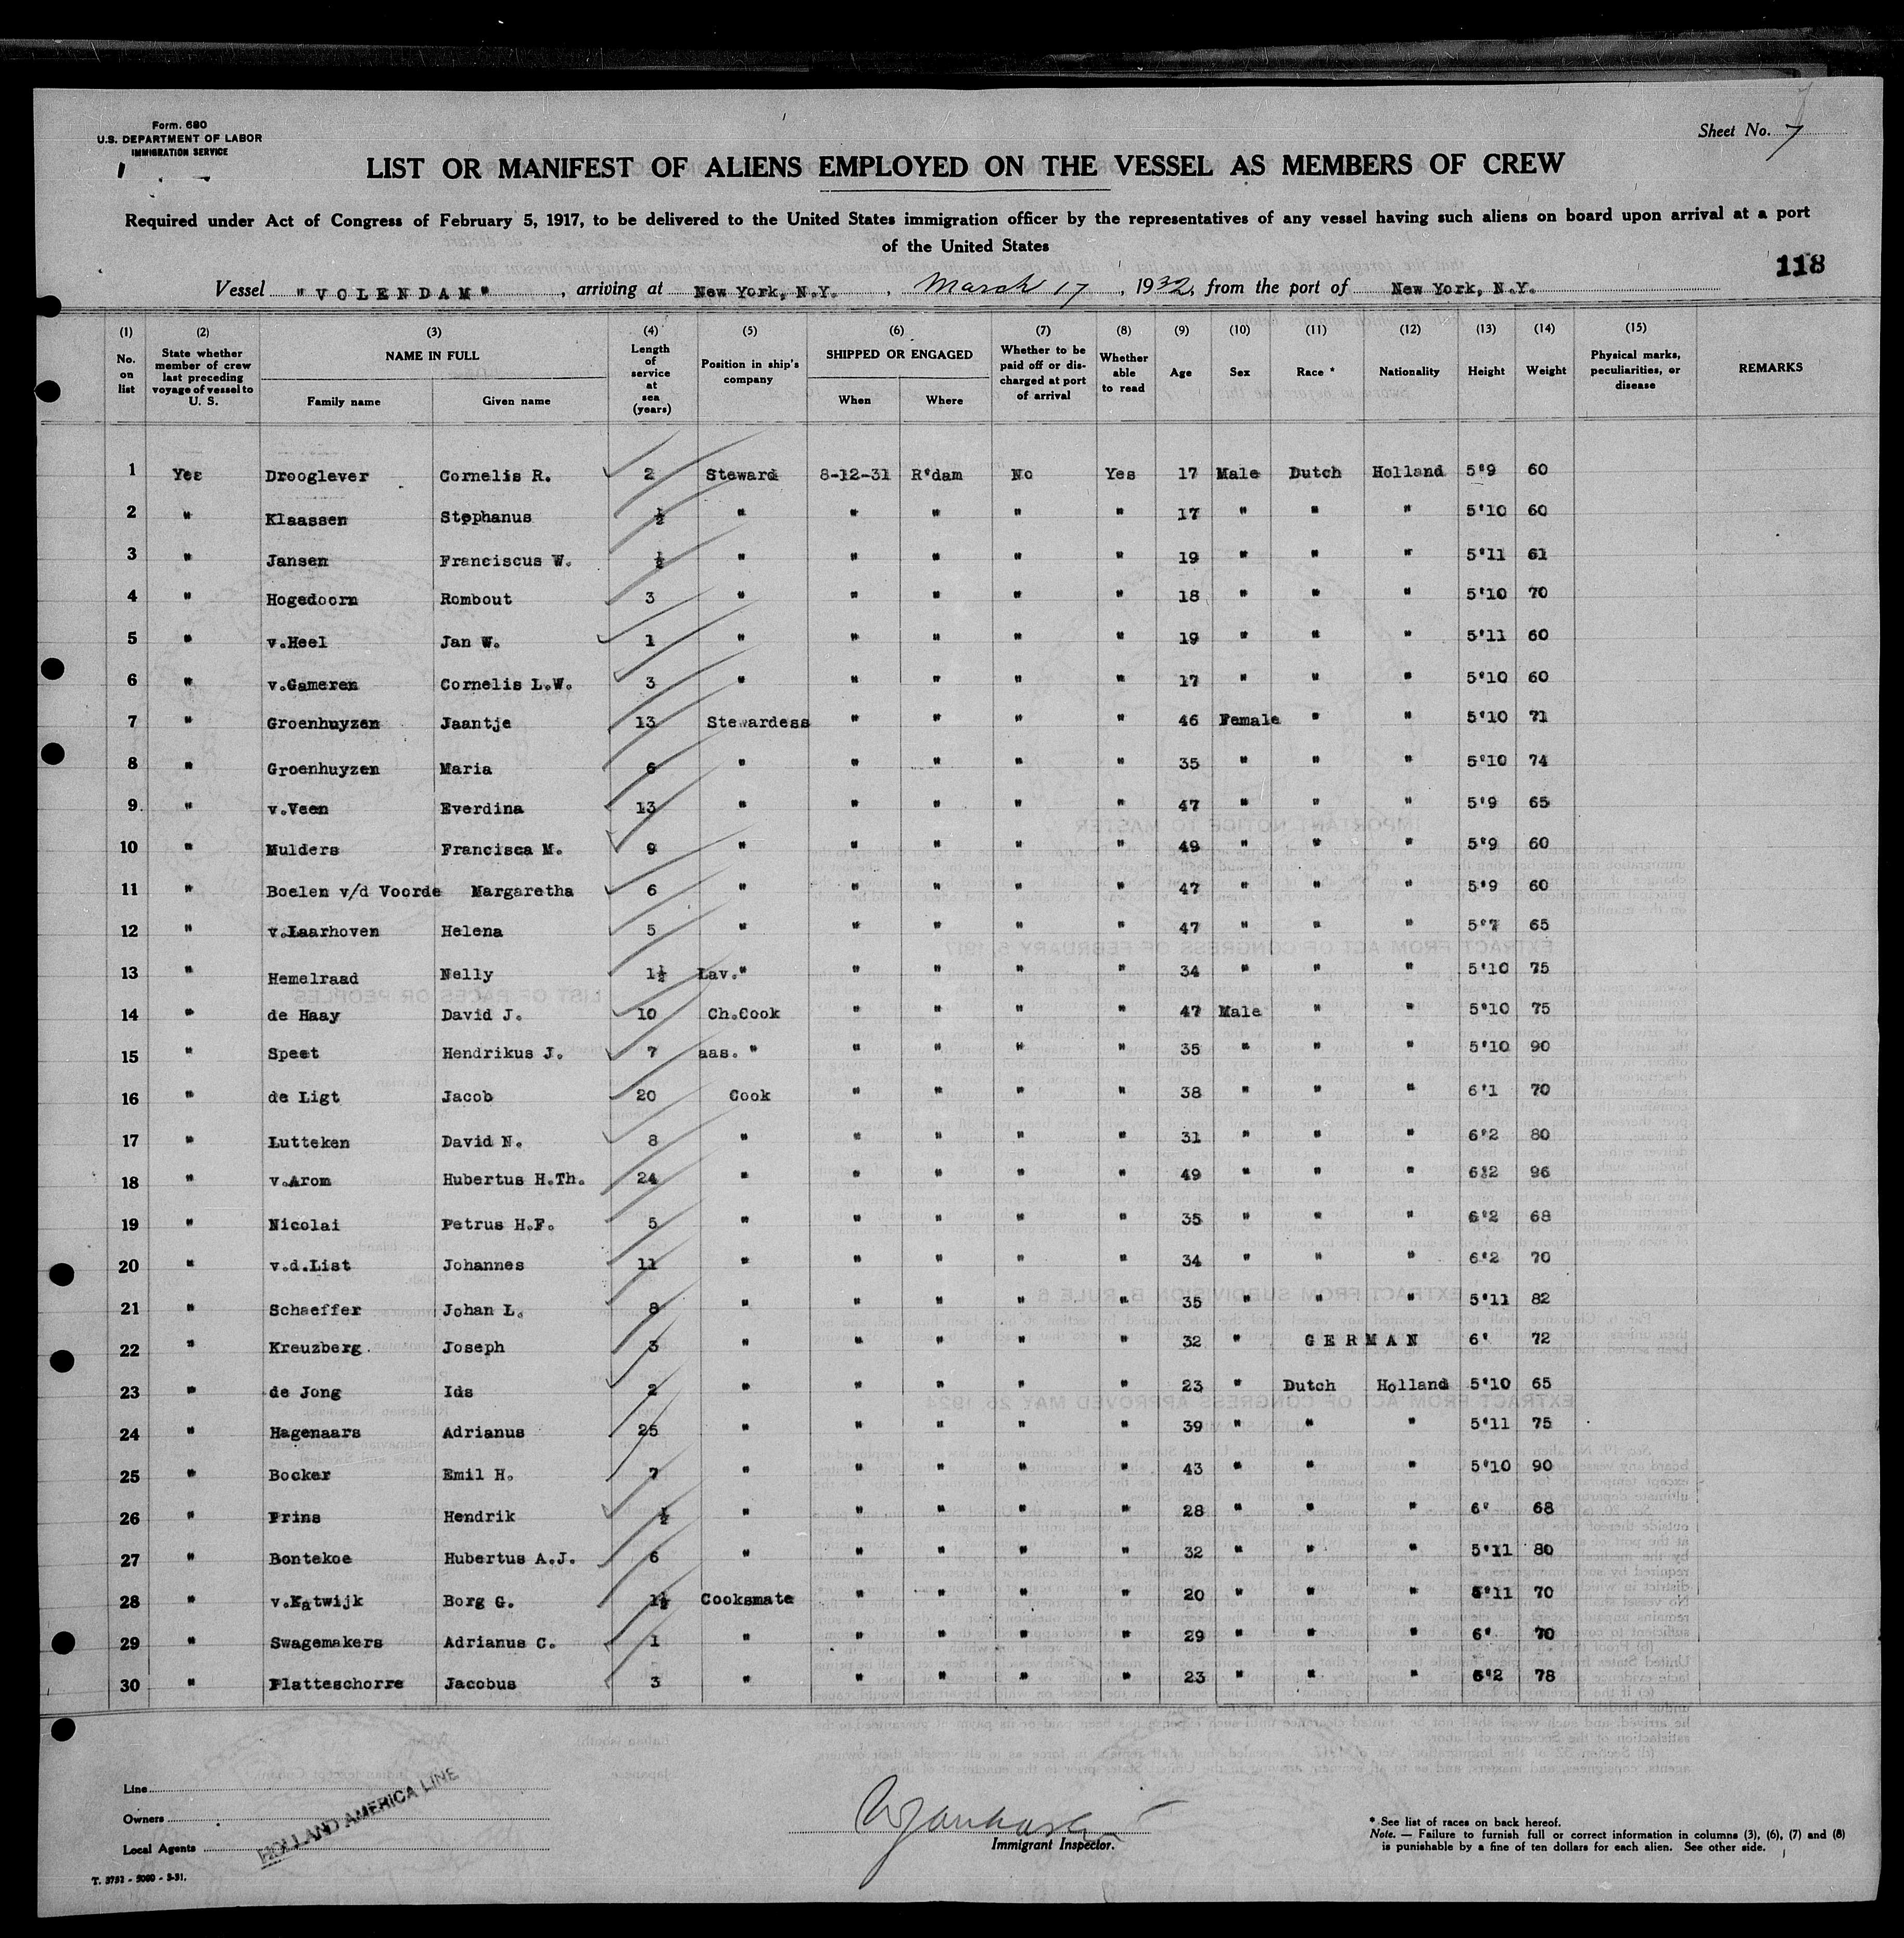 Form. 680
U.S. DEPARTMENT OF LABOR
IMMIGRATION SERVICE
Sheet No. 7
LIST OR MANIFEST OF ALIENS EMPLOYED ON THE VESSEL AS MEMBERS OF CREW
Required under Act of Congress of February 5, 1917, to be delivered to the United States immigration officer by the representatives of any vessel having such aliens on board upon arrival at a port
of the United States
118
Vessel "VOLENDAM", arriving at New York, N.Y., March 17, 1932, from the port of New York, N.Y.
(1) (2) (3) (4) (5) (6) (7) (8) (9) (10) (11) (12) (13) (14) (15)
No. on list
State whether member of crew last preceding voyage of vessel to U. S.
NAME IN FULL
Family name Given name
Length of service at sea (years)
Position in ship's company
SHIPPED OR ENGAGED
When Where
Whether to be paid off or discharged at port of arrival
Whether able to read
Age Sex Race * Nationality Height Weight
Physical marks, peculiarities, or disease
REMARKS
1 Yes Drooglever Cornelis R. 2 Steward 8-12-31 R'dam No Yes 17 Male Dutch Holland 5'9 60
2 " Klaassen Stephanus ½ " " " " " 17 " " " 5'10 60
3 " Jansen Franciscus W. ½ " " " " " 19 " " " 5'11 61
4 " Hogedoorn Rombout 3 " " " " " 18 " " " 5'10 70
5 " v.Heel Jan W. 1 " " " " " 19 " " " 5'11 60
6 " v.Gameren Cornelis L.W. 3 " " " " " 17 " " " 5'10 60
7 " Groenhuyzen Jaantje 13 Stewardess " " " " 46 Female " " 5'10 71
8 " Groenhuyzen Maria 6 " " " " " 35 " " " 5'10 74
9 " v.Veen Everdina 13 " " " " " 47 " " " 5'9 65
10 " Mulders Francisca M. 9 " " " " " 49 " " " 5'9 60
11 " Boelen v/d Voorde Margaretha 6 " " " " " 47 " " " 5'9 60
12 " v.Laarhoven Helena 5 " " " " " 47 " " " 5'7 65
13 " Hemelraad Nelly 1½ Lav." " " " " 34 " " " 5'10 75
14 " de Haay David J. 10 Ch.Cook " " " " 47 Male " " 5'10 75
15 " Speet Hendrikus J. 7 aas. " " " " " 35 " " " 5'10 90
16 " de Ligt Jacob 20 Cook " " " " 38 " " " 6'1 70
17 " Lutteken David N. 8 " " " " " 31 " " " 6'2 80
18 " v.Arom Hubertus H.Th. 24 " " " " " 49 " " " 6'2 96
19 " Nicolai Petrus H.F. 5 " " " " " 35 " " " 6'2 68
20 " v.d.List Johannes 11 " " " " " 34 " " " 6'2 70
21 " Schaeffer Johan L. 8 " " " " " 35 " " " 5'11 82
22 " Kreuzberg. Joseph 3 " " " " " 32 " GERMAN 6' 72
23 " de Jong Ids 2 " " " " " 23 " Dutch Holland 5'10 65
24 " Hagenaars Adrianus 25 " " " " " 39 " " " 5'11 75
25 " Bocker Emil H. 7 " " " " " 43 " " " 5'10 90
26 " Prins Hendrik ½ " " " " " 28 " " " 6' 68
27 " Bontekoe Hubertus A.J. 6 " " " " " 32 " " " 5'11 80
28 " v.Katwijk Borg G. 1½ Cooksmate " " " " 20 " " " 5'11 70
29 " Swagemakers Adrianus C. 1 " " " " " 29 " " " 6' 70
30 " Platteschorre Jacobus 3 " " " " " 23 " " " 6'2 78
Line
Owners
Local Agents
HOLLAND AMERICA LINE
Immigrant Inspector.
* See list of races on back hereof.
Note. — Failure to furnish full or correct information in columns (3), (6), (7) and (8)
is punishable by a fine of ten dollars for each alien. See other side.
T. 3732 - 5000 - 3-31.